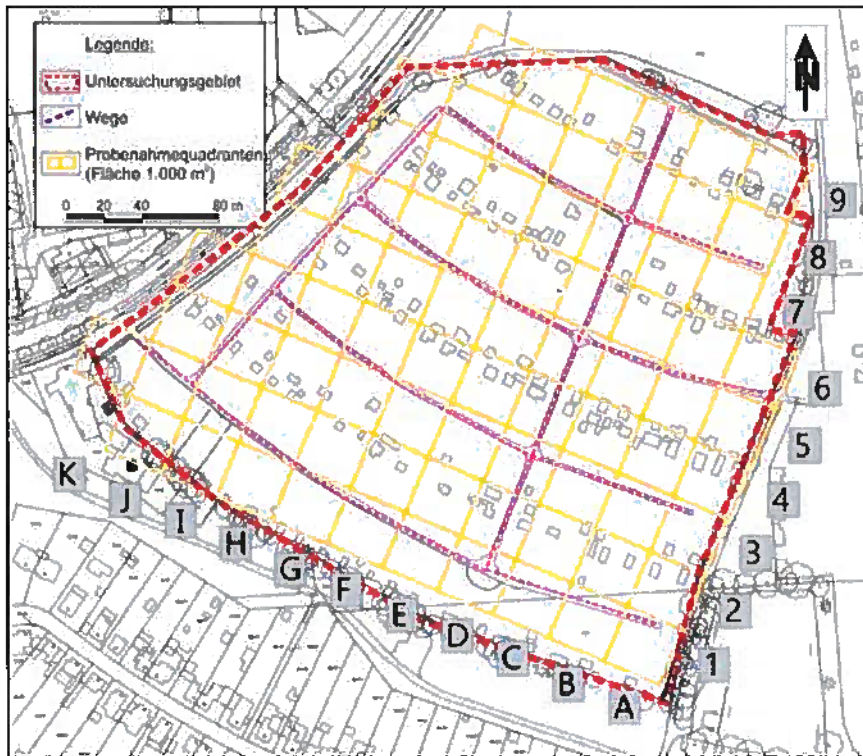 Legende:
Untersuchungsgebiet
Wege
Probenahmequadranten
(Fläche 1.000 m²)
0 20 40 80 m
N
9
8
7
6
5
4
3
2
1
K
J
I
H
G
F
E
D
C
B
A